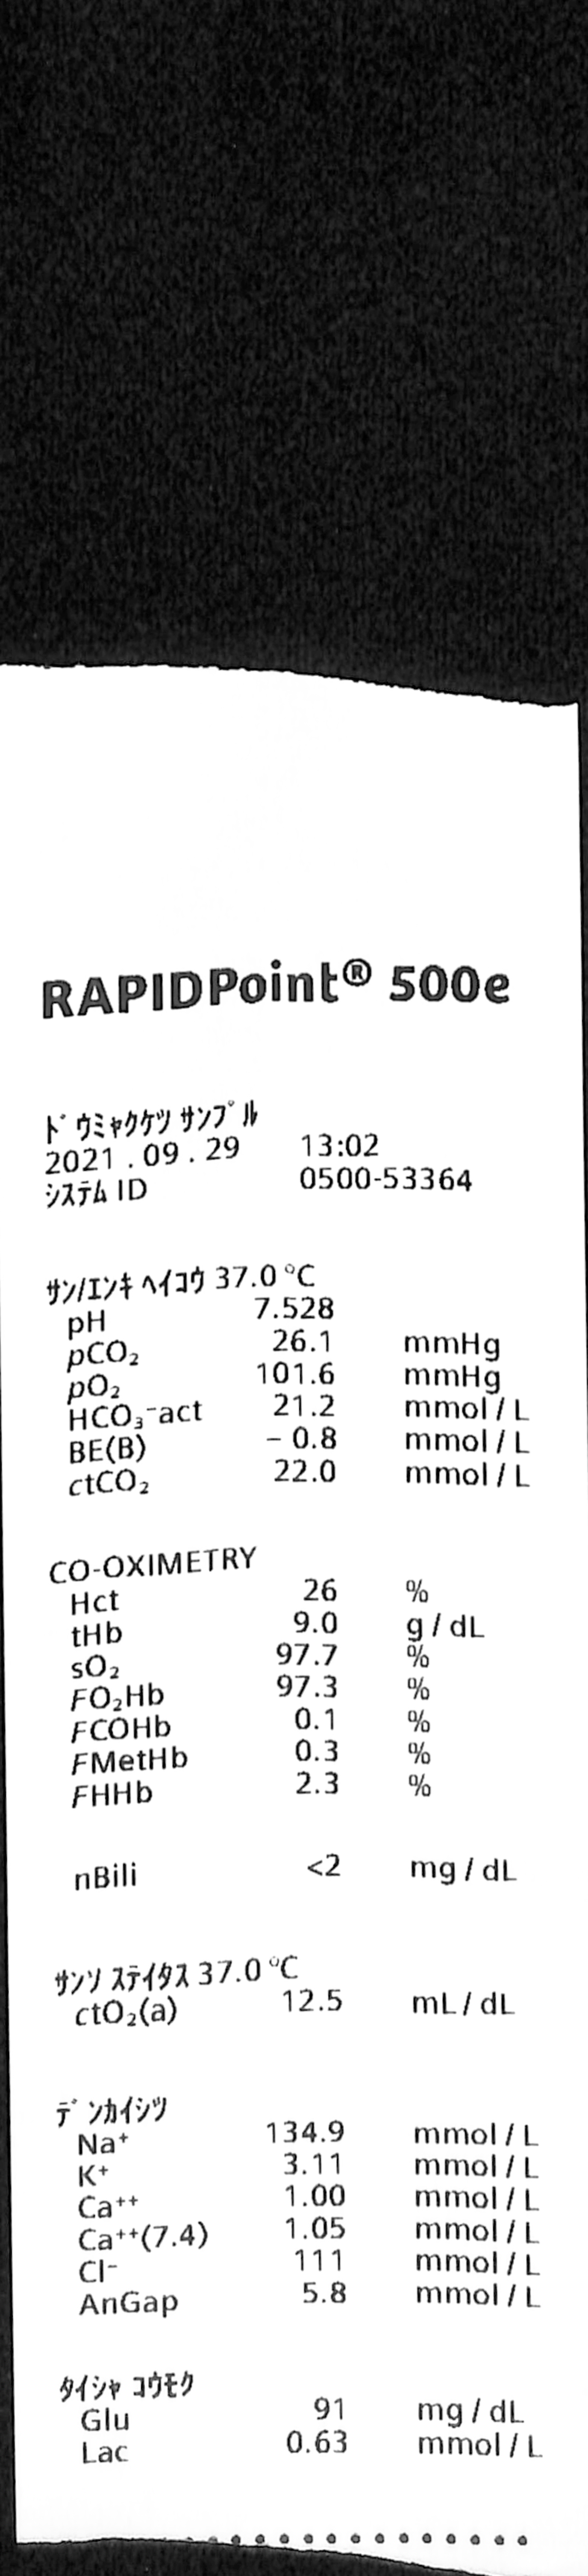 RAPIDPoint® 500e
ﾄﾞｳﾐｬｸｹﾂ ｻﾝﾌﾟﾙ
2021 . 09 . 29 13:02
ｼｽﾃﾑ ID 0500-53364
ｻﾝ/ｴﾝｷ ﾍｲｺｳ 37.0 °C
pH 7.528
pCO₂ 26.1 mmHg
pO₂ 101.6 mmHg
HCO₃⁻act 21.2 mmol / L
BE(B) – 0.8 mmol / L
ctCO₂ 22.0 mmol / L
CO-OXIMETRY
Hct 26 %
tHb 9.0 g / dL
sO₂ 97.7 %
FO₂Hb 97.3 %
FCOHb 0.1 %
FMetHb 0.3 %
FHHb 2.3 %
nBili <2 mg / dL
ｻﾝｿ ｽﾃｲﾀｽ 37.0 °C
ctO₂(a) 12.5 mL / dL
ﾃﾞﾝｶｲｼﾂ
Na⁺ 134.9 mmol / L
K⁺ 3.11 mmol / L
Ca⁺⁺ 1.00 mmol / L
Ca⁺⁺(7.4) 1.05 mmol / L
Cl⁻ 111 mmol / L
AnGap 5.8 mmol / L
ﾀｲｼｬ ｺｳﾓｸ
Glu 91 mg / dL
Lac 0.63 mmol / L